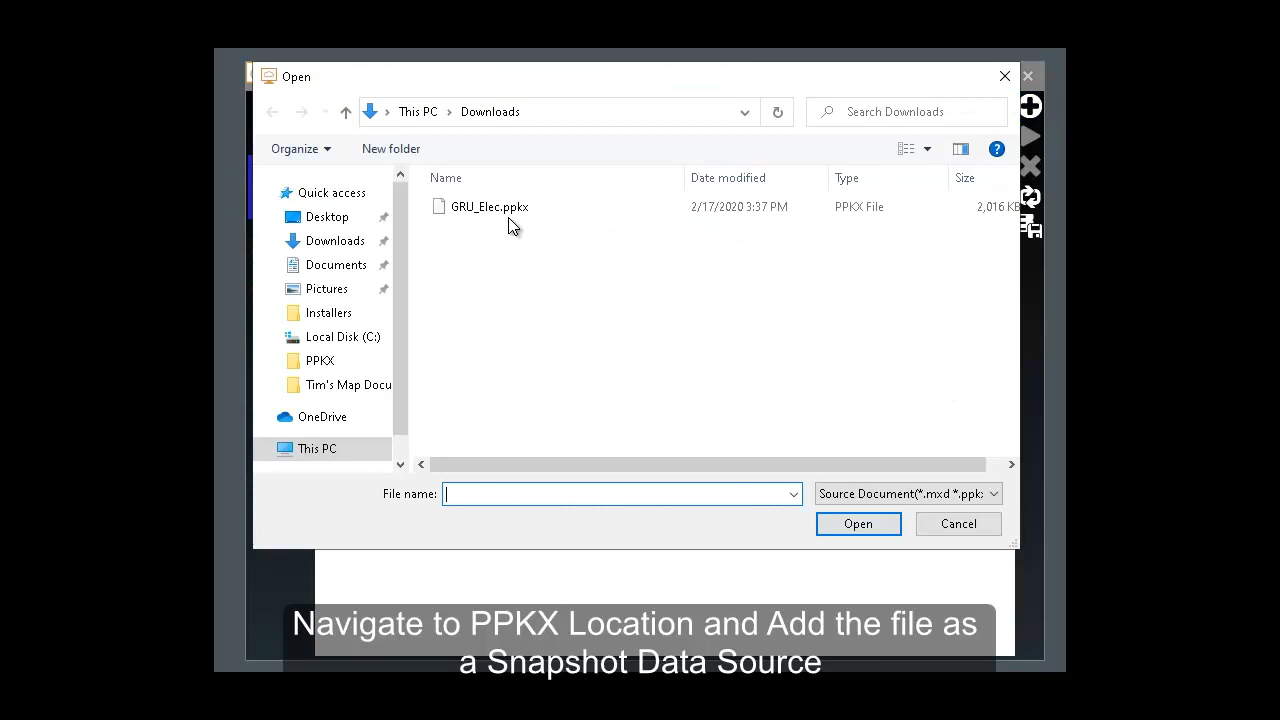 Open
This PC > Downloads
Search Downloads
Organize
New folder
Name
Date modified
Type
Size
GRU_Elec.ppkx
2/17/2020 3:37 PM
PPKX File
2,016 KB
Quick access
Desktop
Downloads
Documents
Pictures
Installers
Local Disk (C:)
PPKX
Tim's Map Docu
OneDrive
This PC
File name:
Source Document(*.mxd *.ppk
Open
Cancel
Navigate to PPKX Location and Add the file as
a Snapshot Data Source